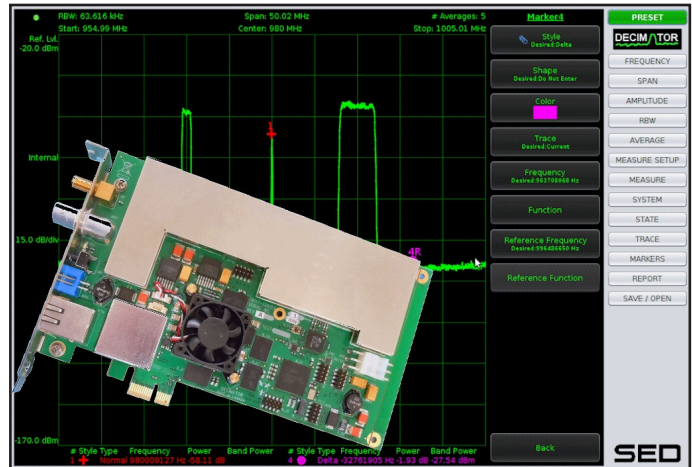 RBW: 63.616 kHz
Span: 50.02 MHz
# Averages: 5
Start: 954.99 MHz
Center: 980 MHz
Stop: 1005.01 MHz
Ref. Lvl.
-20.0 dBm
Internal
15.0 dB/div
-170.0 dBm
1
4R
# Style Type Frequency Power Band Power
1 Normal 980009127 Hz -58.11 dB
# Style Type Frequency Power Band Power
4 Delta -32761905 Hz -1.93 dB -27.54 dBm
Marker4
Style
Desired:Delta
Shape
Desired:Do Not Enter
Color
Trace
Desired:Current
Frequency
Desired:963708068 Hz
Function
Reference Frequency
Desired:996486650 Hz
Reference Function
Back
PRESET
DECIMATOR
FREQUENCY
SPAN
AMPLITUDE
RBW
AVERAGE
MEASURE SETUP
MEASURE
SYSTEM
STATE
TRACE
MARKERS
REPORT
SAVE / OPEN
SED